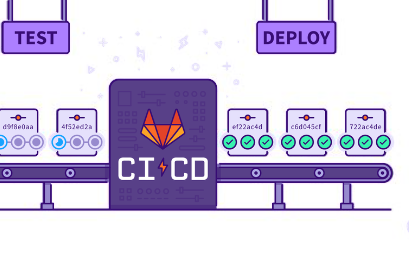 TEST
DEPLOY
d9f8e0aa
4f52ed2a
ef22ac4d
c6d045cf
722ac4de
CI CD